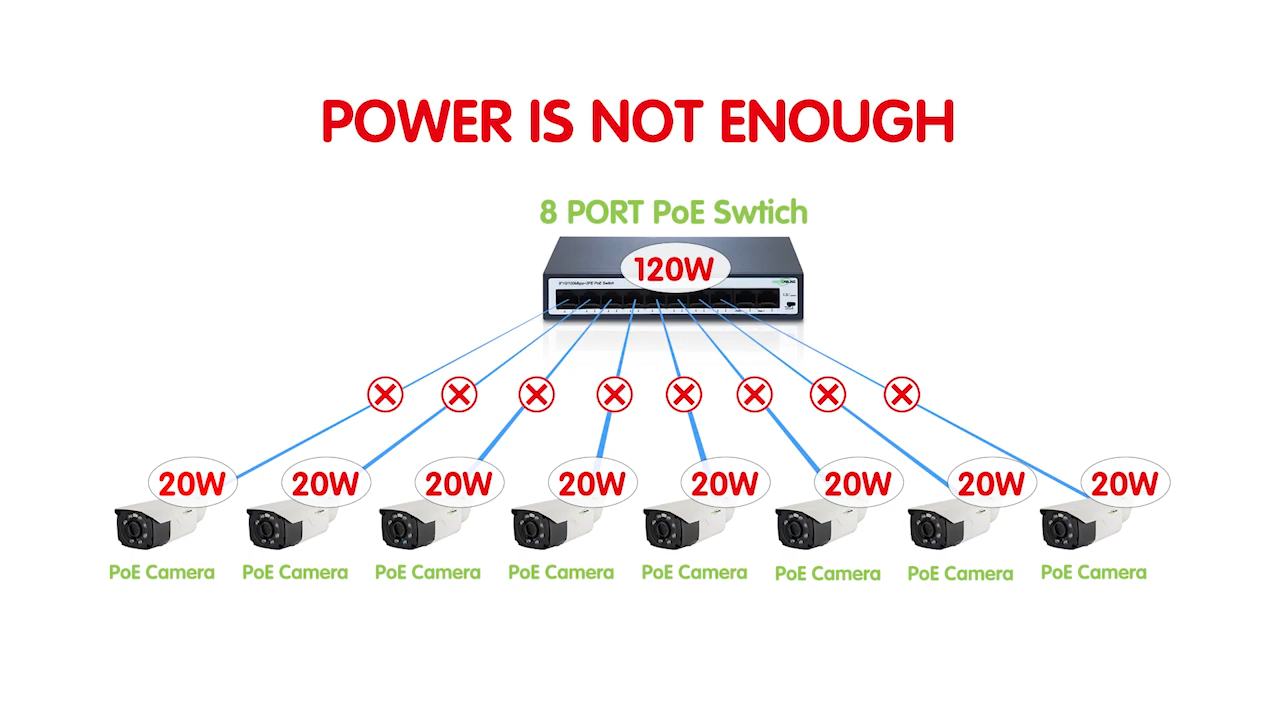 POWER IS NOT ENOUGH
8 PORT PoE Swtich
120W
20W 20W 20W 20W 20W 20W 20W 20W
PoE Camera PoE Camera PoE Camera PoE Camera PoE Camera PoE Camera PoE Camera PoE Camera